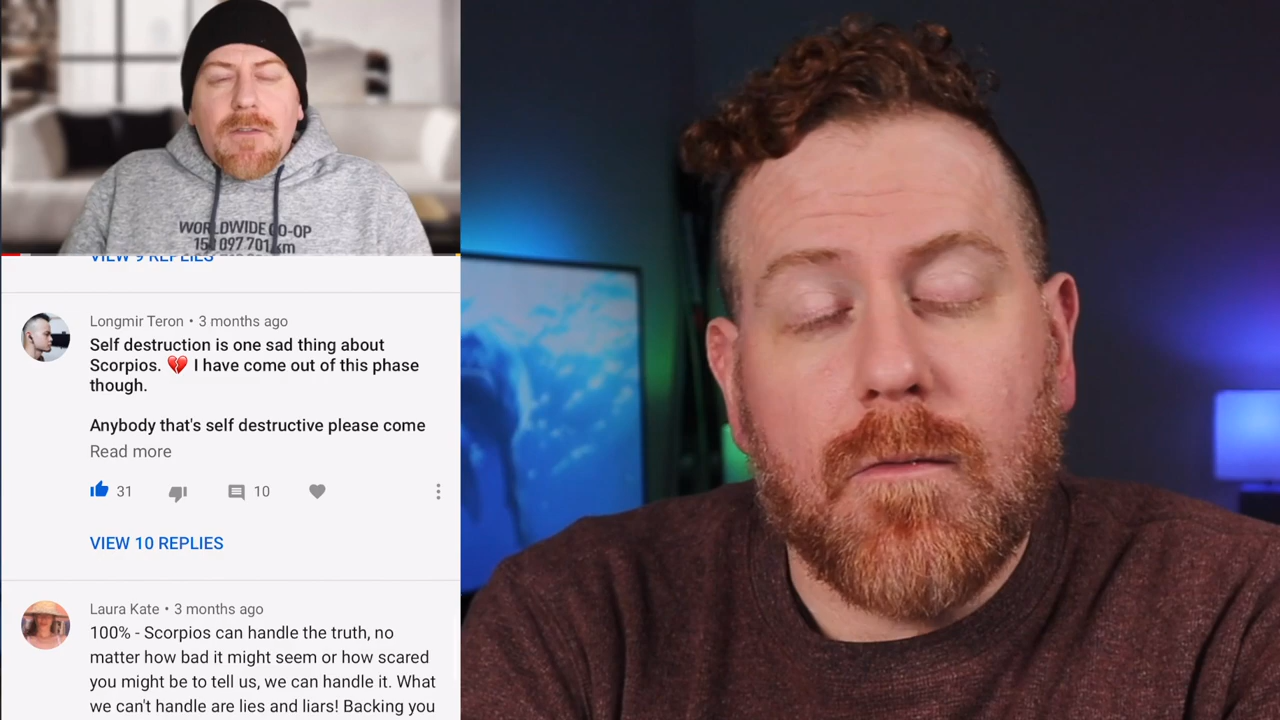 WORLDWIDE CO-OP
VIEW 9 REPLIES
Longmir Teron • 3 months ago
Self destruction is one sad thing about
Scorpios. 💔 I have come out of this phase
though.
Anybody that's self destructive please come
Read more
31
10
VIEW 10 REPLIES
Laura Kate • 3 months ago
100% - Scorpios can handle the truth, no
matter how bad it might seem or how scared
you might be to tell us, we can handle it. What
we can't handle are lies and liars! Backing you